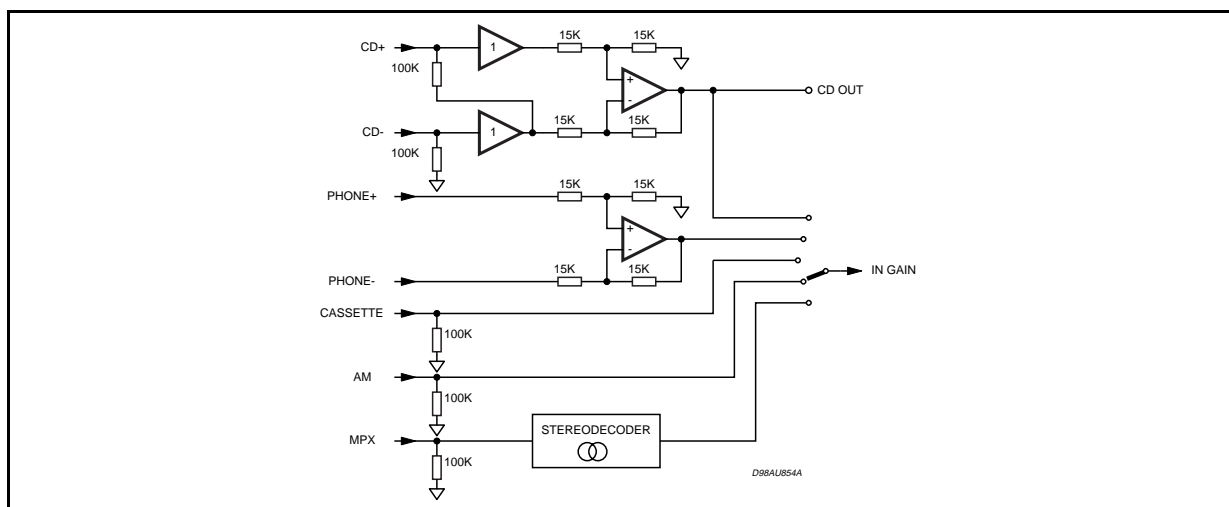 15K 15K
CD+ 1
100K
+
- CD OUT
15K 15K
CD- 1
100K
15K 15K
PHONE+
+
-
15K 15K
IN GAIN
PHONE-
CASSETTE
100K
AM
100K
STEREODECODER
MPX
100K
D98AU854A